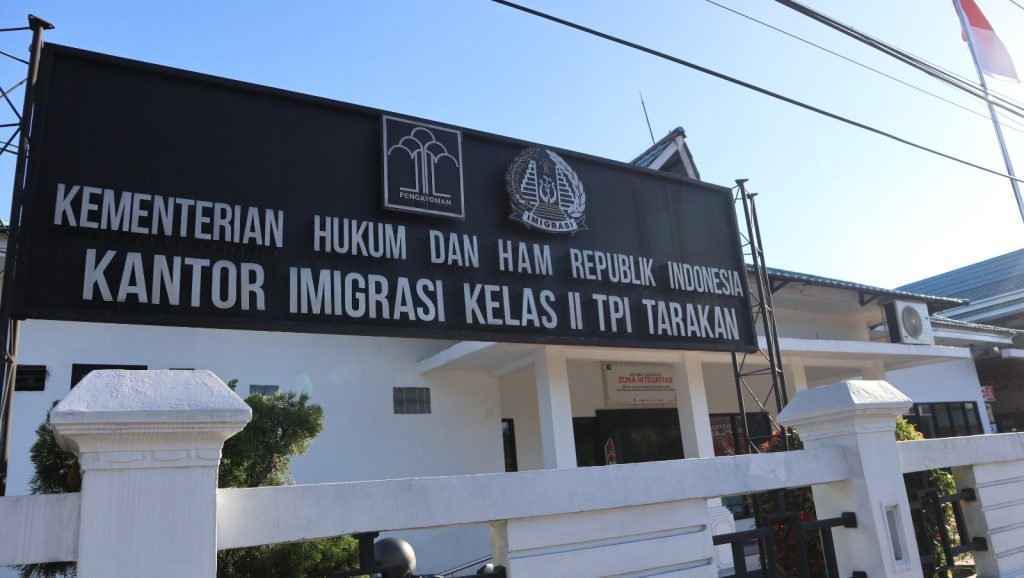 PENGAYOMAN
IMIGRASI
KEMENTERIAN HUKUM DAN HAM REPUBLIK INDONESIA
KANTOR IMIGRASI KELAS II TPI TARAKAN
ZONA INTEGRITAS